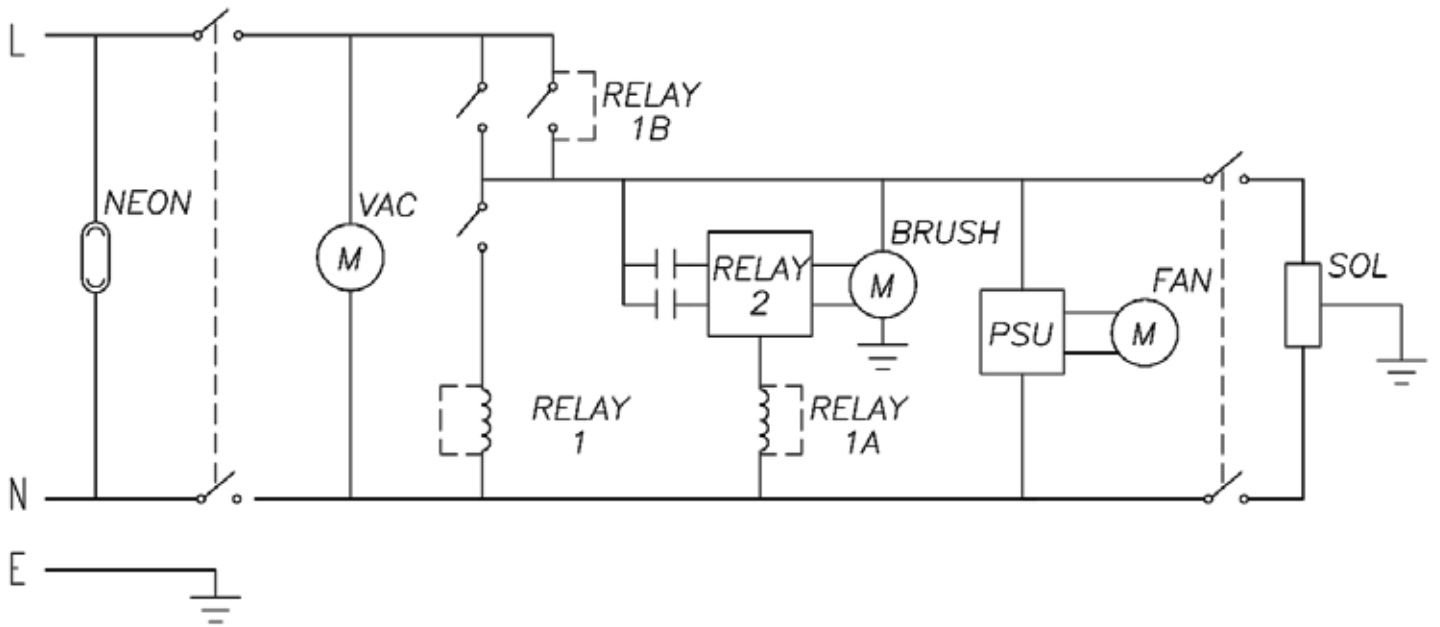 L
RELAY
1B
NEON
VAC
M
RELAY
2
BRUSH
M
PSU
FAN
M
SOL
RELAY
1
RELAY
1A
N
E